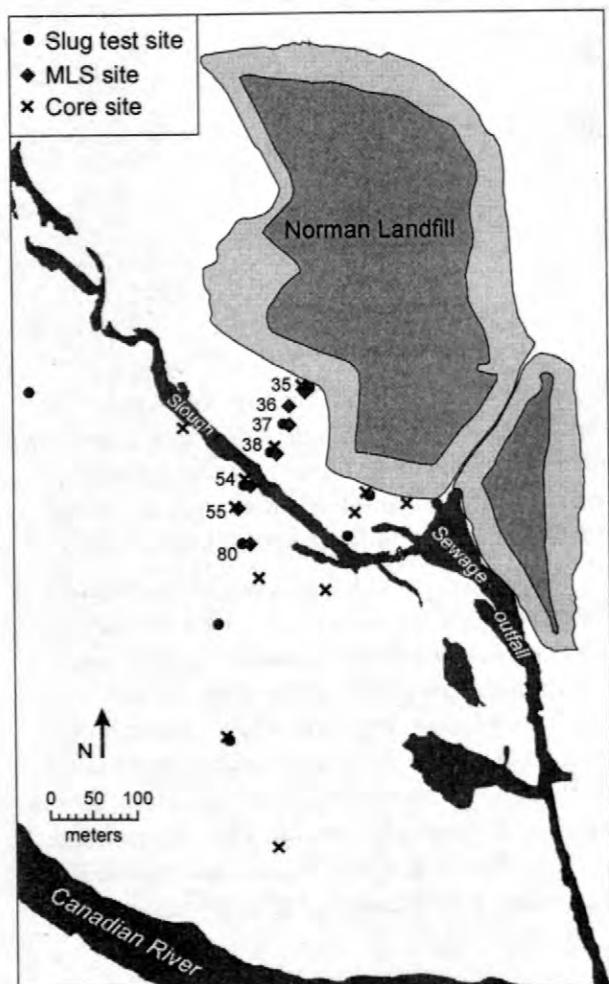 Slug test site
MLS site
Core site
Norman Landfill
35
36
37
38
Slough
54
55
80
Sewage
outfall
N
0 50 100
meters
Canadian River